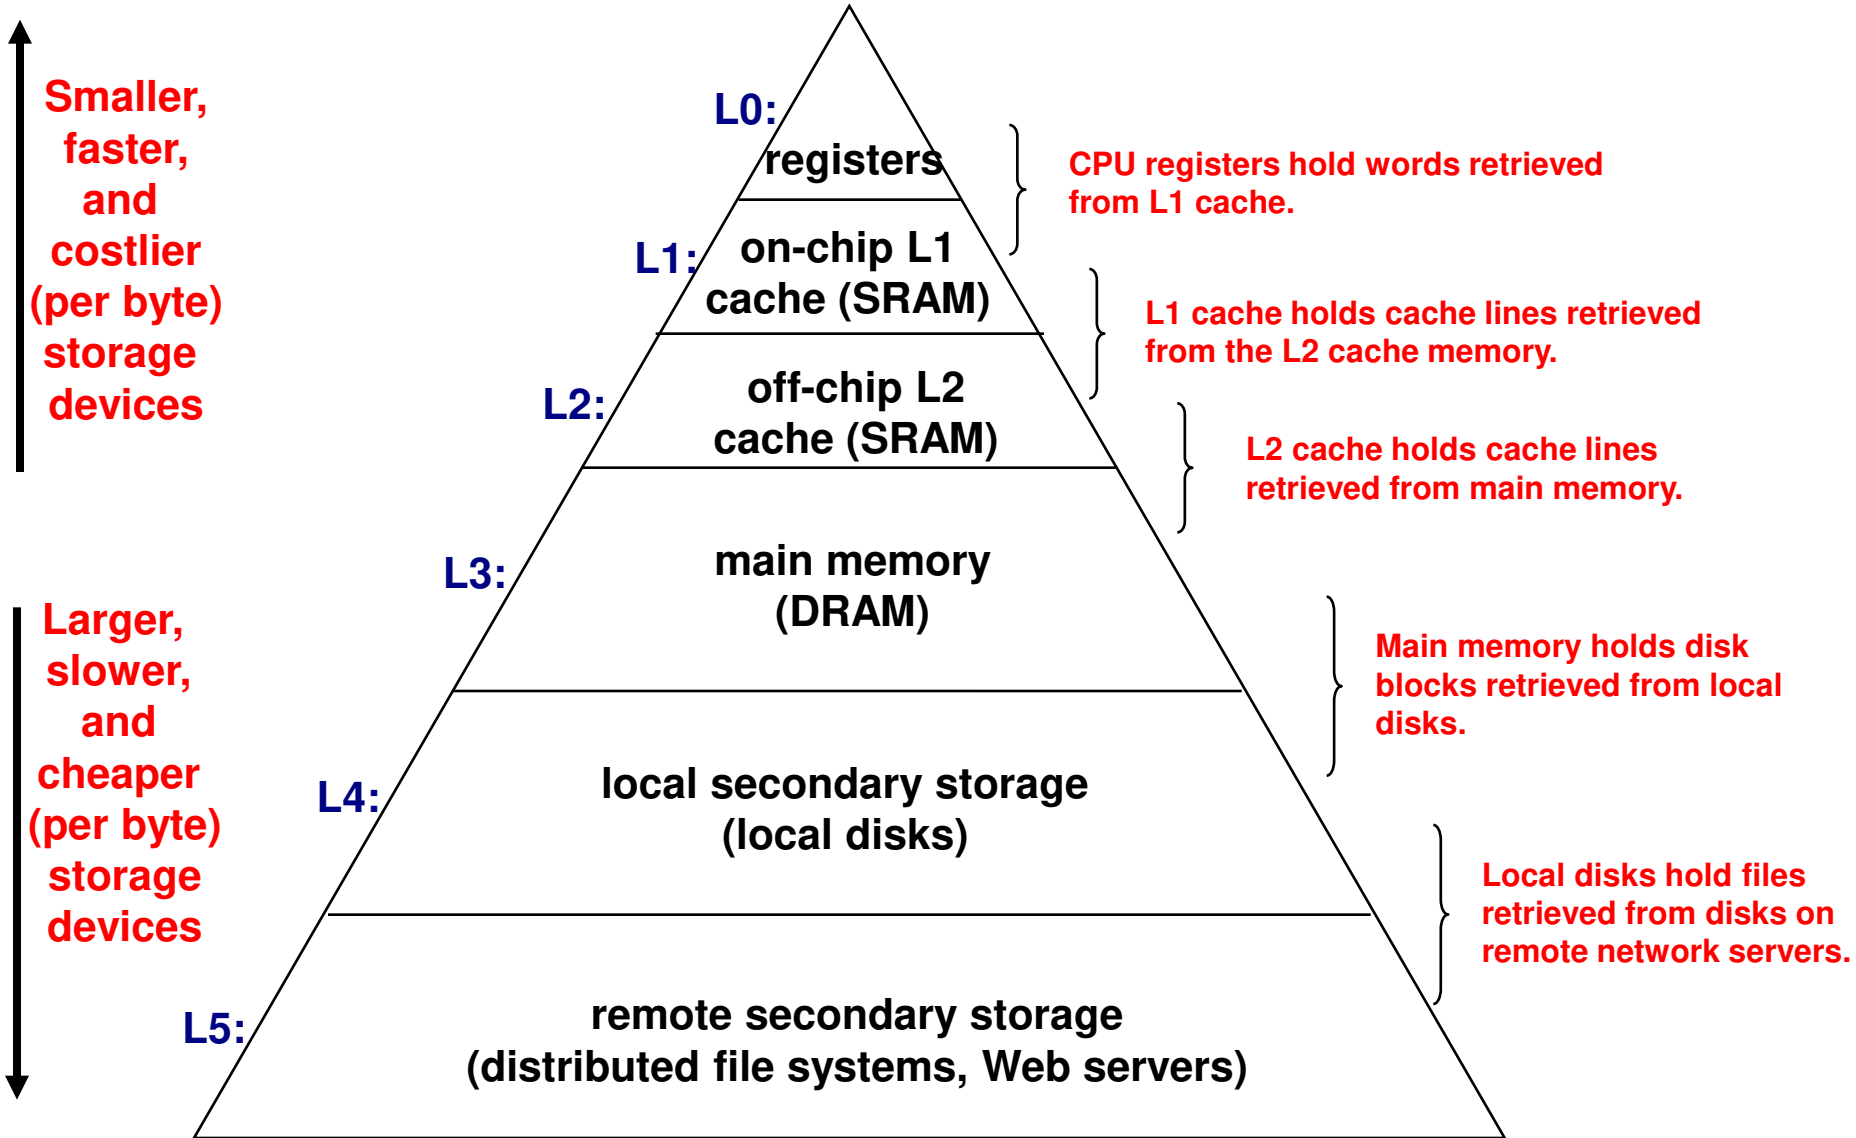 Smaller,
faster,
and
costlier
(per byte)
storage
devices
Larger,
slower,
and
cheaper
(per byte)
storage
devices
L0:
registers
CPU registers hold words retrieved
from L1 cache.
L1:
on-chip L1
cache (SRAM)
L1 cache holds cache lines retrieved
from the L2 cache memory.
L2:
off-chip L2
cache (SRAM)
L2 cache holds cache lines
retrieved from main memory.
L3:
main memory
(DRAM)
Main memory holds disk
blocks retrieved from local
disks.
L4:
local secondary storage
(local disks)
Local disks hold files
retrieved from disks on
remote network servers.
L5:
remote secondary storage
(distributed file systems, Web servers)